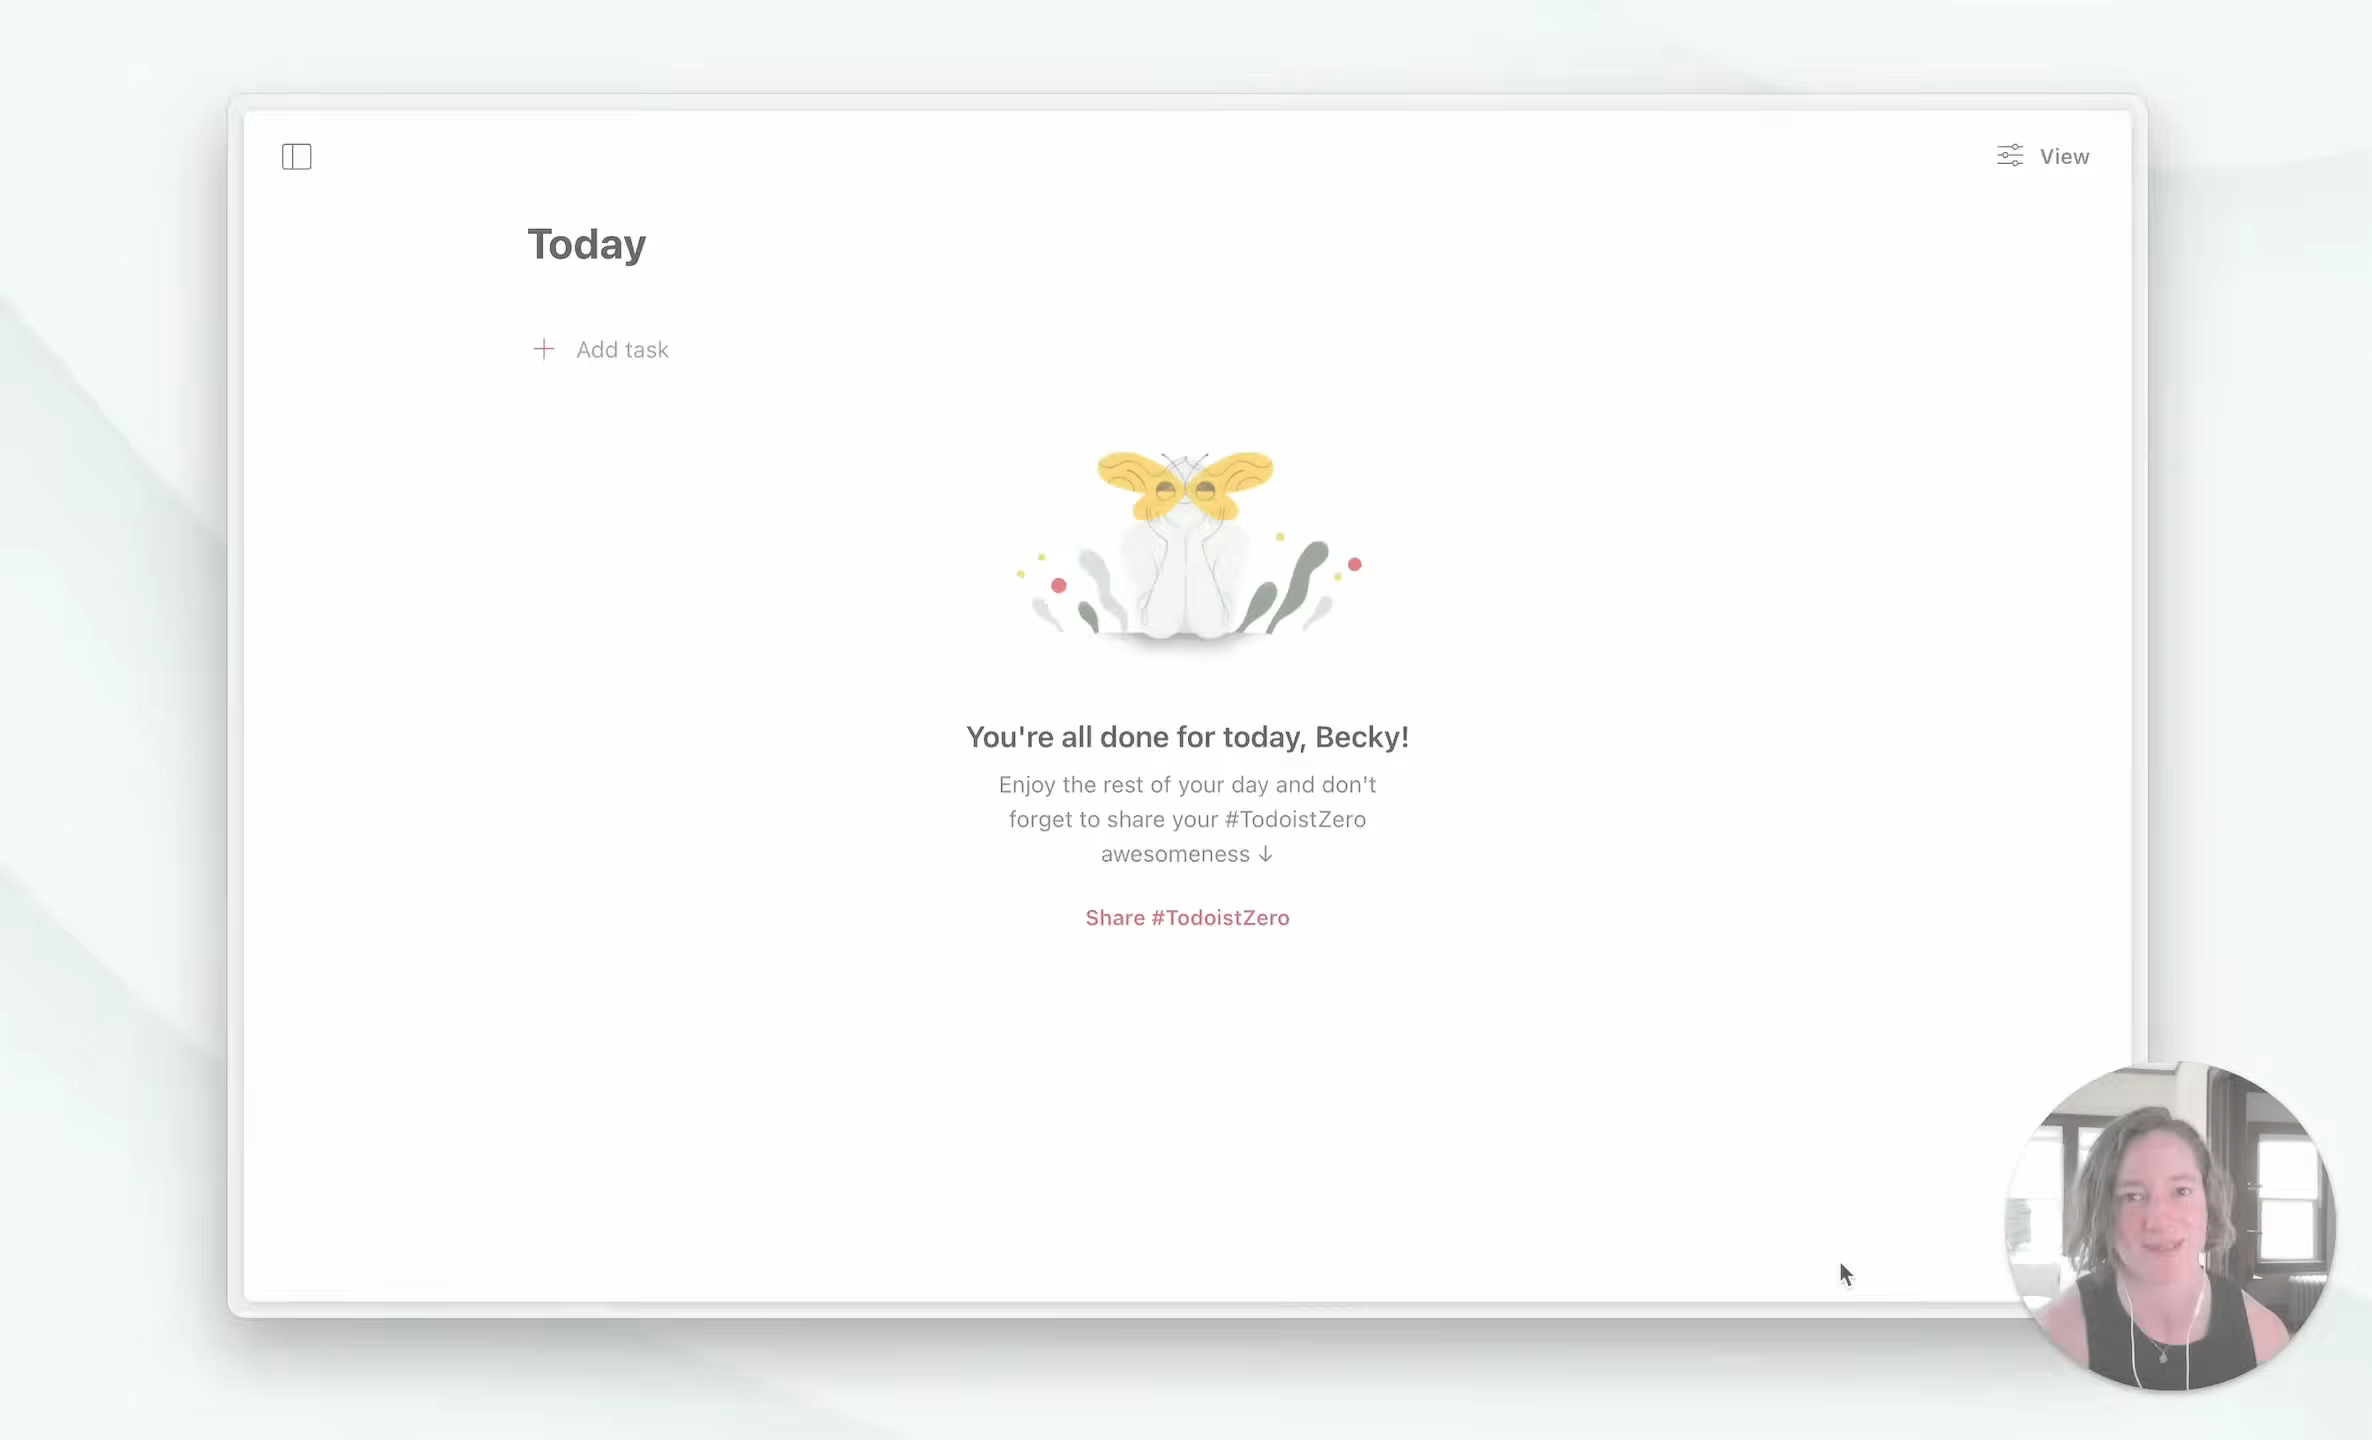 View
Today
Add task
You're all done for today, Becky!
Enjoy the rest of your day and don't
forget to share your #TodoistZero
awesomeness ↓
Share #TodoistZero